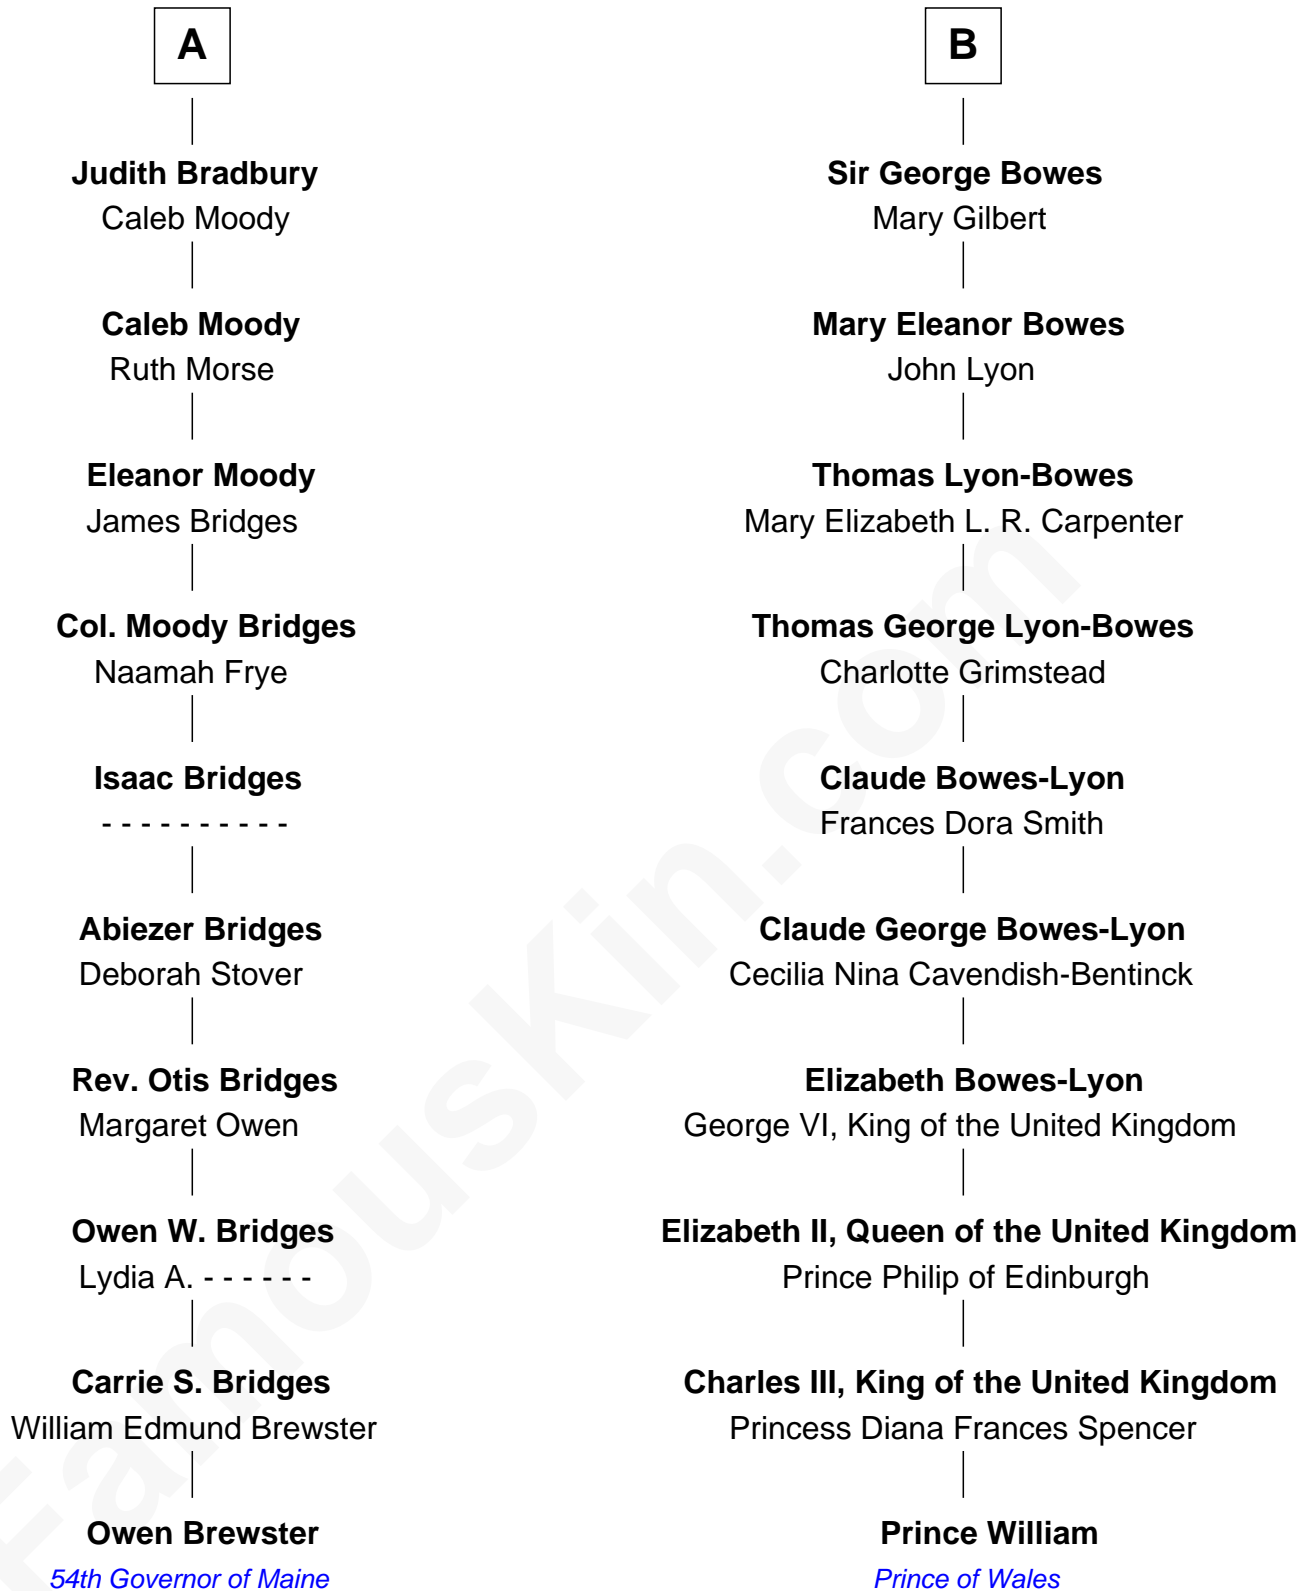 A
Judith Bradbury
Caleb Moody
Caleb Moody
Ruth Morse
Eleanor Moody
James Bridges
Col. Moody Bridges
Naamah Frye
Isaac Bridges
- - - - - - - - - -
Abiezer Bridges
Deborah Stover
Rev. Otis Bridges
Margaret Owen
Owen W. Bridges
Lydia A. - - - - - -
Carrie S. Bridges
William Edmund Brewster
Owen Brewster
54th Governor of Maine
B
Sir George Bowes
Mary Gilbert
Mary Eleanor Bowes
John Lyon
Thomas Lyon-Bowes
Mary Elizabeth L. R. Carpenter
Thomas George Lyon-Bowes
Charlotte Grimstead
Claude Bowes-Lyon
Frances Dora Smith
Claude George Bowes-Lyon
Cecilia Nina Cavendish-Bentinck
Elizabeth Bowes-Lyon
George VI, King of the United Kingdom
Elizabeth II, Queen of the United Kingdom
Prince Philip of Edinburgh
Charles III, King of the United Kingdom
Princess Diana Frances Spencer
Prince William
Prince of Wales
FamousKin.com